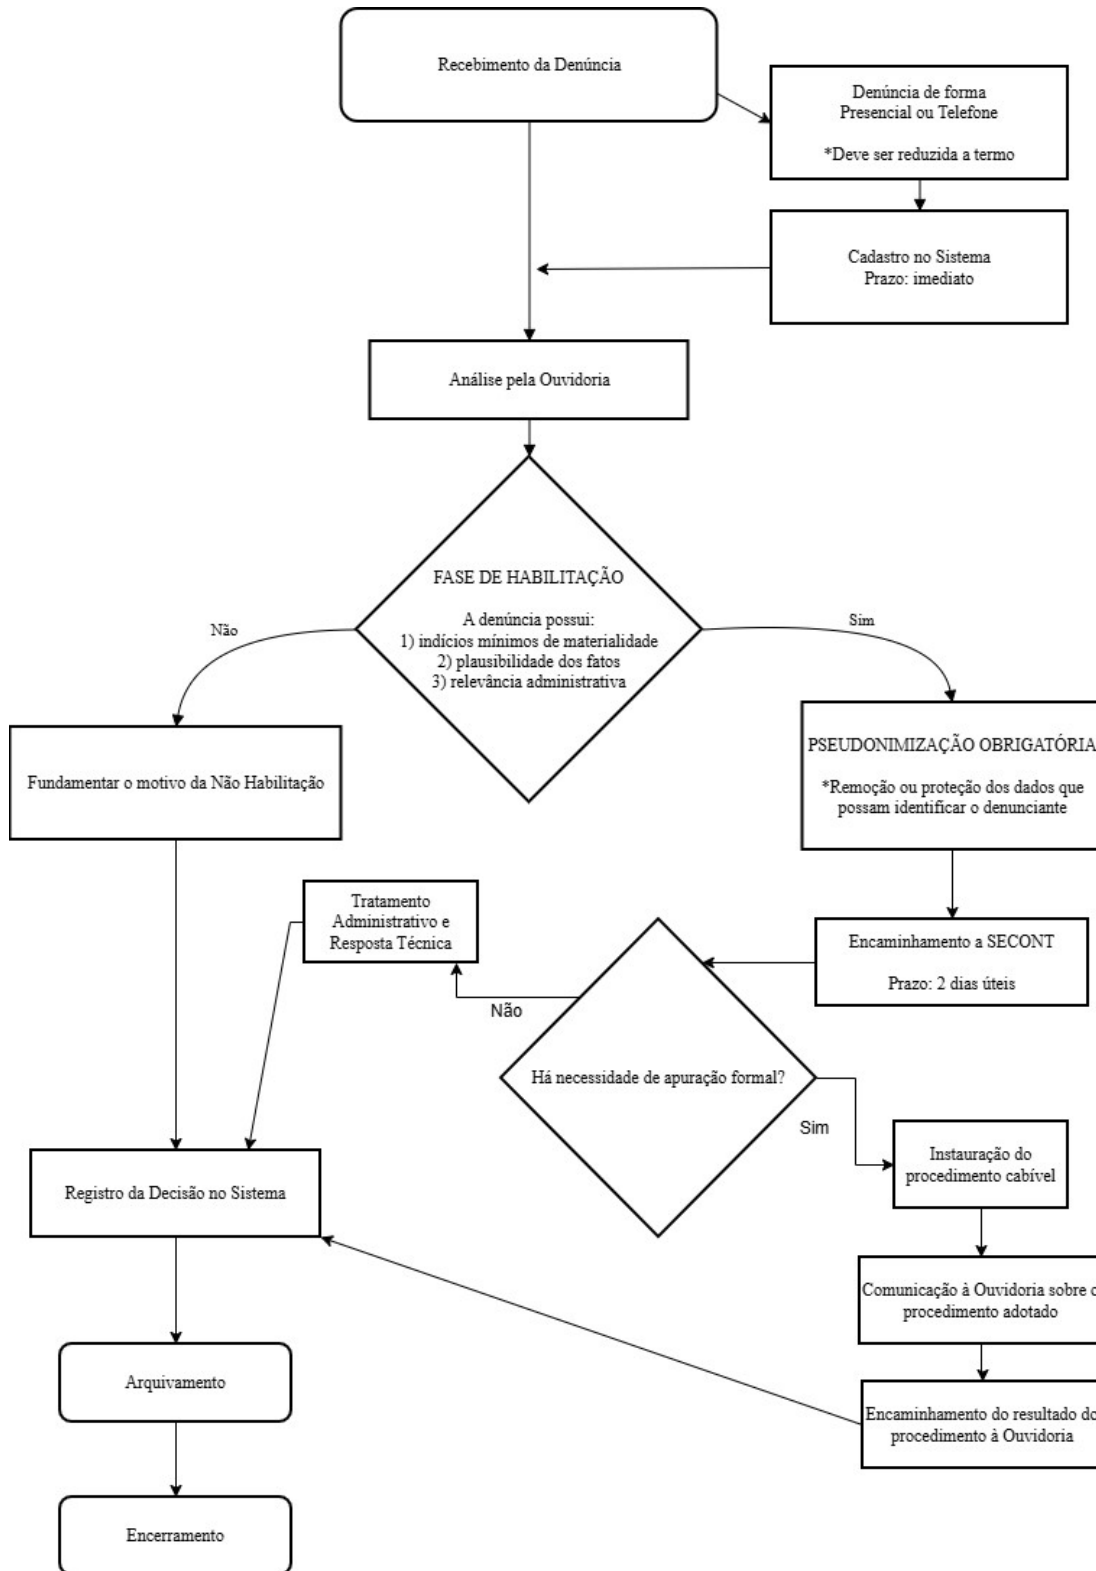 Recebimento da Denúncia
Denúncia de forma
Presencial ou Telefone
*Deve ser reduzida a termo
Cadastro no Sistema
Prazo: imediato
Análise pela Ouvidoria
FASE DE HABILITAÇÃO
A denúncia possui:
1) indícios mínimos de materialidade
2) plausibilidade dos fatos
3) relevância administrativa
Não
Sim
Fundamentar o motivo da Não Habilitação
PSEUDONIMIZAÇÃO OBRIGATÓRIA
*Remoção ou proteção dos dados que
possam identificar o denunciante
Tratamento
Administrativo e
Resposta Técnica
Encaminhamento a SECONT
Prazo: 2 dias úteis
Não
Há necessidade de apuração formal?
Sim
Instauração do
procedimento cabível
Registro da Decisão no Sistema
Comunicação à Ouvidoria sobre o
procedimento adotado
Arquivamento
Encaminhamento do resultado do
procedimento à Ouvidoria
Encerramento